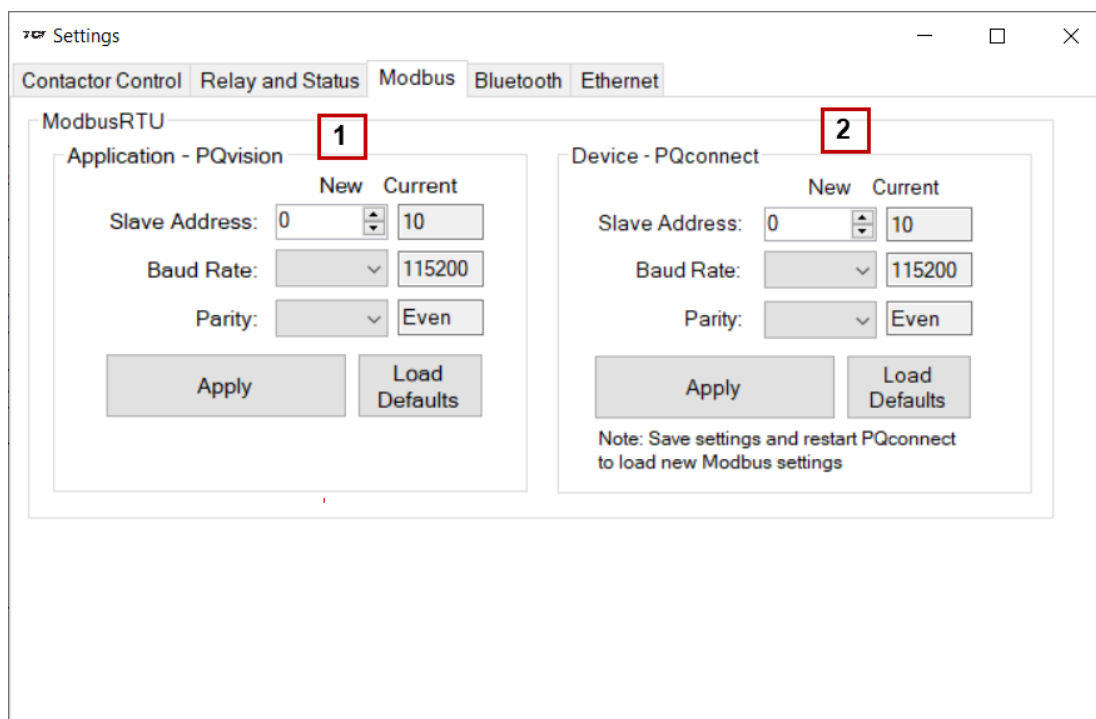 TCI Settings
Contactor Control Relay and Status Modbus Bluetooth Ethernet
ModbusRTU
1
2
Application - PQvision
New Current
Slave Address: 0 10
Baud Rate: 115200
Parity: Even
Apply
Load
Defaults
Device - PQconnect
New Current
Slave Address: 0 10
Baud Rate: 115200
Parity: Even
Apply
Load
Defaults
Note: Save settings and restart PQconnect
to load new Modbus settings